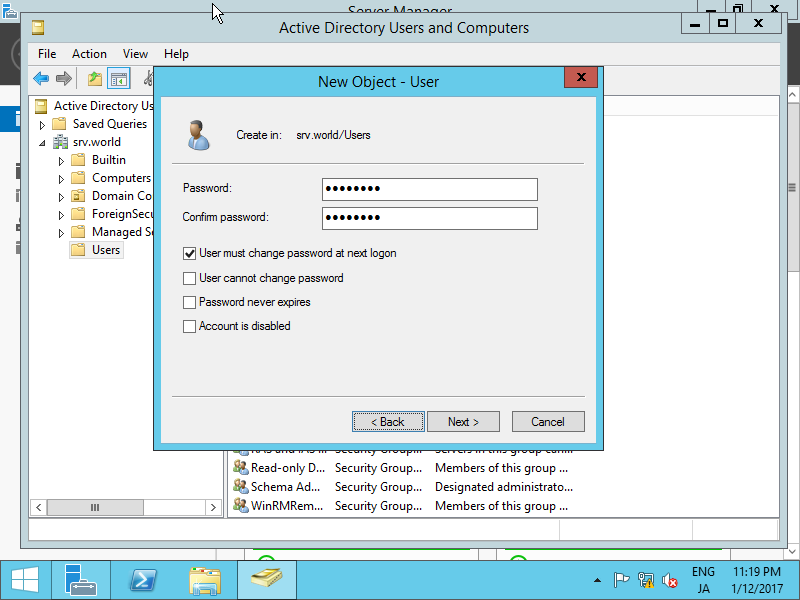 Server Manager
Active Directory Users and Computers
File Action View Help
New Object - User
Active Directory Us
Saved Queries
srv.world
Builtin
Computers
Domain Co
ForeignSecu
Managed Se
Users
Create in: srv.world/Users
Password: ••••••••
Confirm password: ••••••••
User must change password at next logon
User cannot change password
Password never expires
Account is disabled
< Back Next > Cancel
RAS and IAS ... Security Group... Servers in this group can...
Read-only D... Security Group... Members of this group ...
Schema Ad... Security Group... Designated administrato...
WinRMRem... Security Group... Members of this group ...
ENG 11:19 PM
JA 1/12/2017